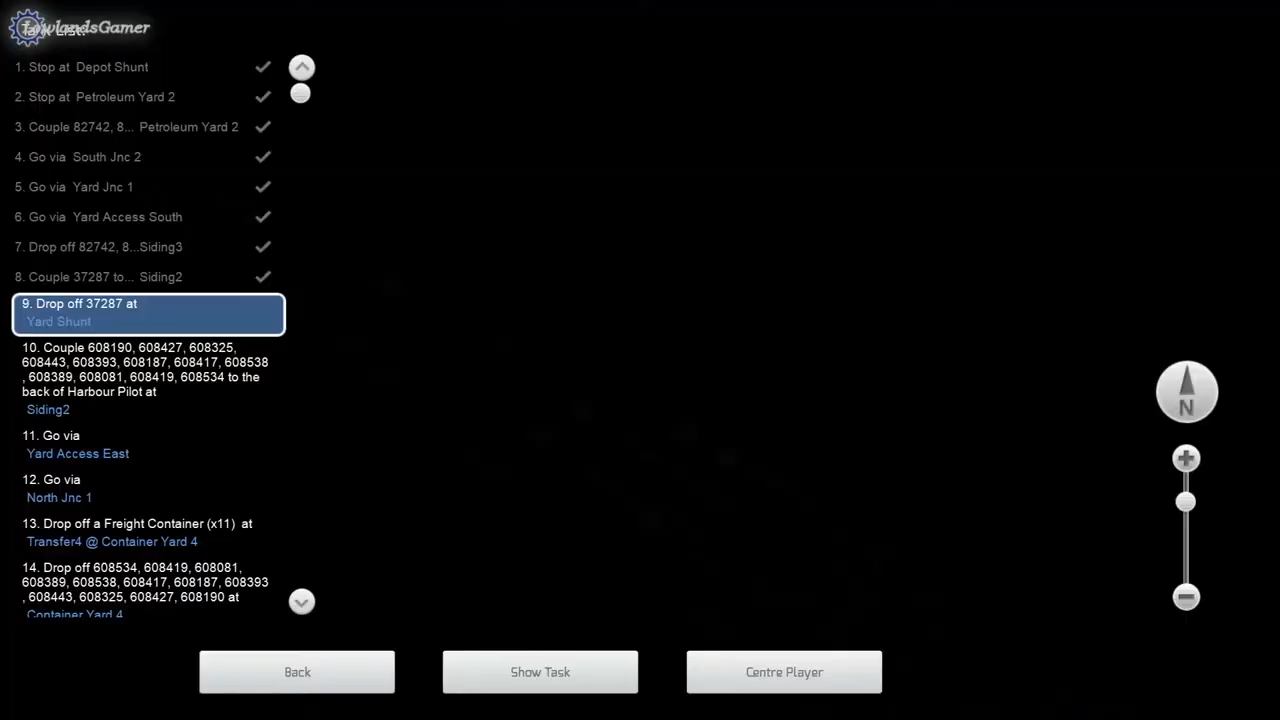 LowlandsGamer
Task List:
1. Stop at Depot Shunt
2. Stop at Petroleum Yard 2
3. Couple 82742, 8... Petroleum Yard 2
4. Go via South Jnc 2
5. Go via Yard Jnc 1
6. Go via Yard Access South
7. Drop off 82742, 8...Siding3
8. Couple 37287 to... Siding2
9. Drop off 37287 at
Yard Shunt
10. Couple 608190, 608427, 608325,
608443, 608393, 608187, 608417, 608538
, 608389, 608081, 608419, 608534 to the
back of Harbour Pilot at
Siding2
11. Go via
Yard Access East
12. Go via
North Jnc 1
13. Drop off a Freight Container (x11) at
Transfer4 @ Container Yard 4
14. Drop off 608534, 608419, 608081,
608389, 608538, 608417, 608187, 608393
, 608443, 608325, 608427, 608190 at
Container Yard 4
N
Back
Show Task
Centre Player